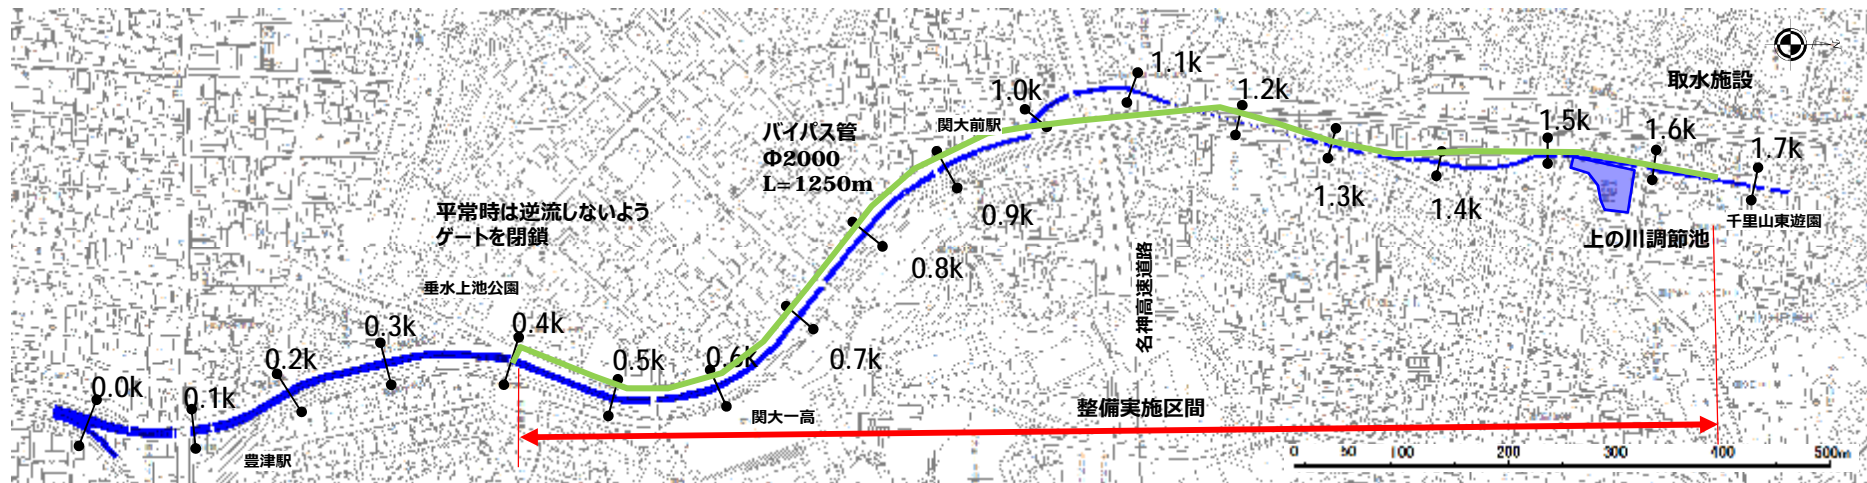 取水施設
1.1k
1.0k
1.2k
関大前駅
1.5k
1.6k
1.7k
バイパス管
Φ2000
L=1250m
1.3k
1.4k
千里山東遊園
上の川調節池
0.9k
平常時は逆流しないよう
ゲートを閉鎖
0.8k
名神高速道路
垂水上池公園
0.3k
0.4k
0.2k
0.5k
0.6k
0.7k
0.0k
0.1k
関大一高
整備実施区間
豊津駅
0 50 100 200 300 400 500m